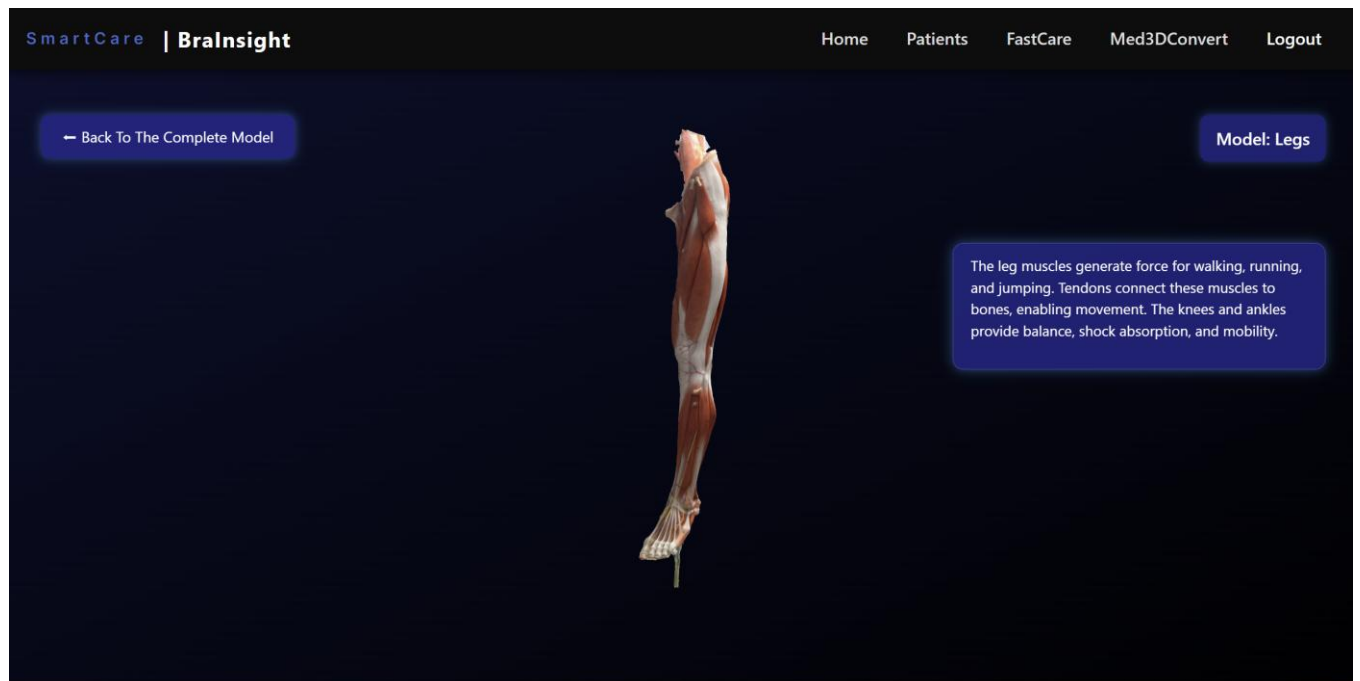 SmartCare | BraInsight Home Patients FastCare Med3DConvert Logout
← Back To The Complete Model
Model: Legs
The leg muscles generate force for walking, running,
and jumping. Tendons connect these muscles to
bones, enabling movement. The knees and ankles
provide balance, shock absorption, and mobility.